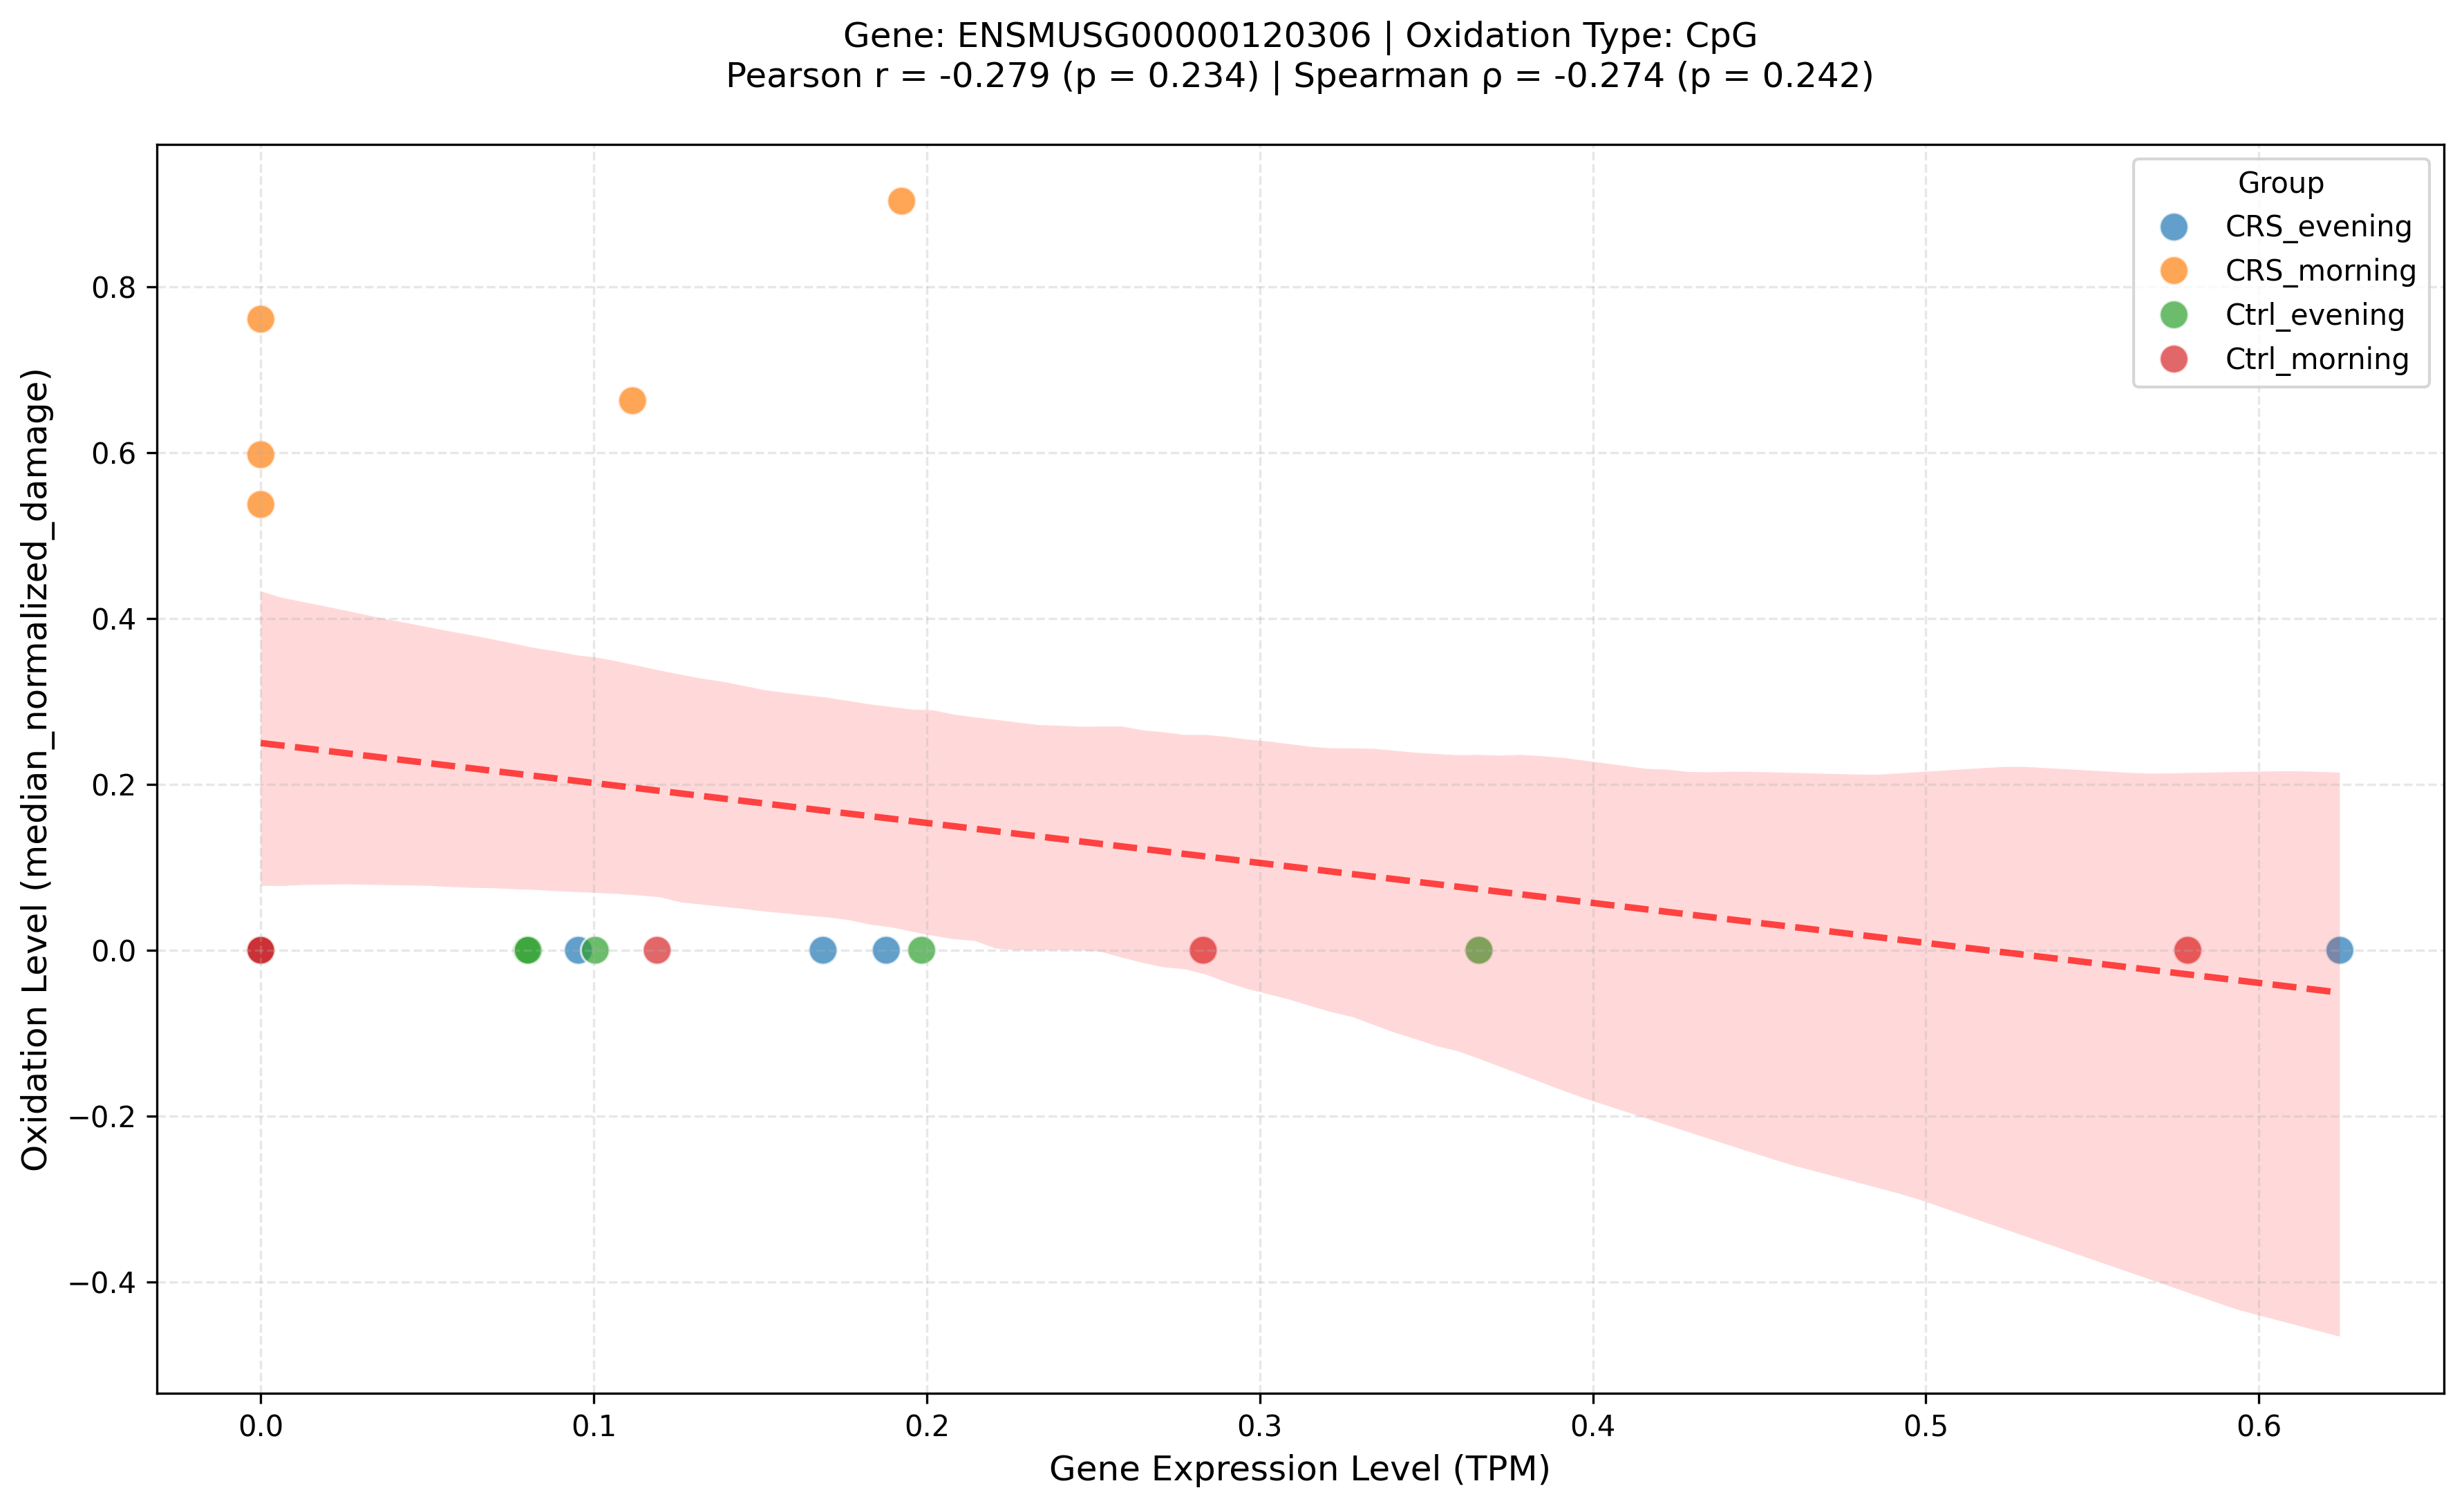 Gene: ENSMUSG00000120306 | Oxidation Type: CpG
Pearson r = -0.279 (p = 0.234) | Spearman ρ = -0.274 (p = 0.242)
Group
CRS_evening
CRS_morning
Ctrl_evening
Ctrl_morning
Oxidation Level (median_normalized_damage)
0.8
0.6
0.4
0.2
0.0
−0.2
−0.4
0.0 0.1 0.2 0.3 0.4 0.5 0.6
Gene Expression Level (TPM)